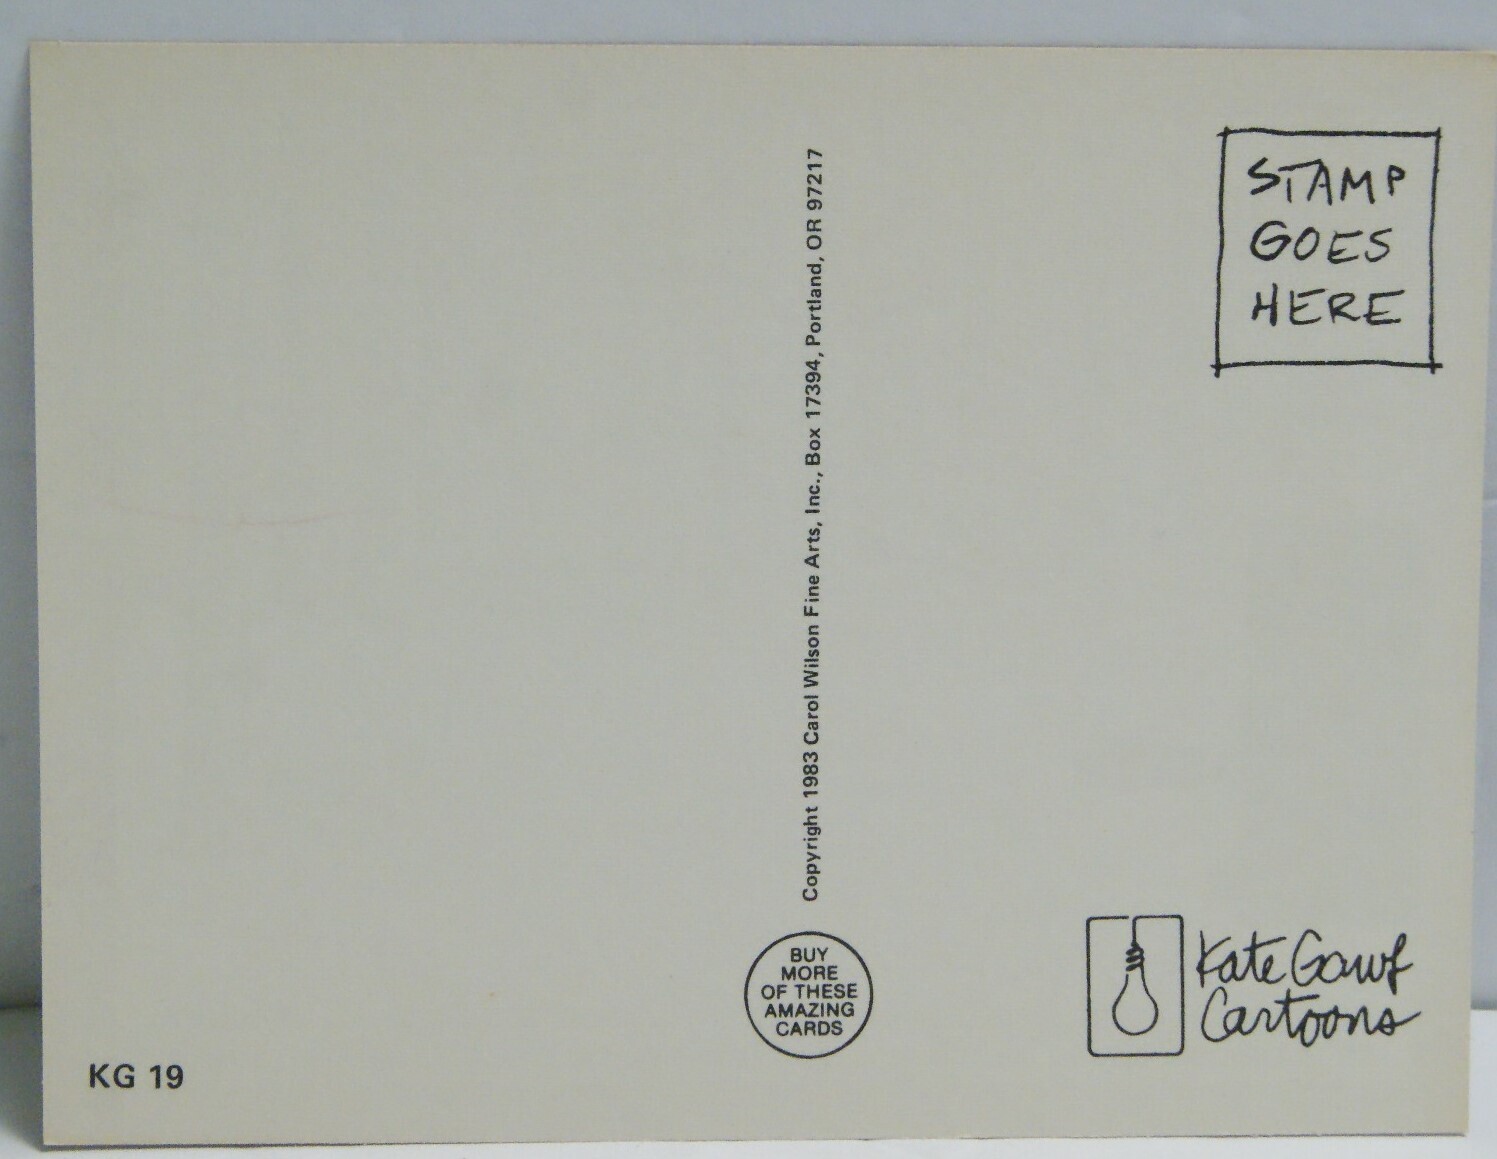 STAMP
GOES
HERE
Copyright 1983 Carol Wilson Fine Arts, Inc., Box 17394, Portland, OR 97217
BUY
MORE
OF THESE
AMAZING
CARDS
Kate Gawf
Cartoons
KG 19